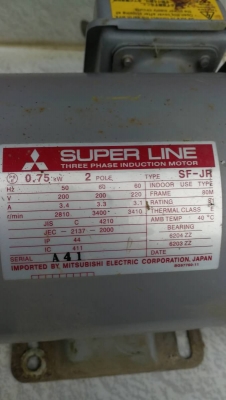 SUPER LINE
THREE PHASE INDUCTION MOTOR
0.75 kW 2 POLE TYPE SF-JR
Hz 50 60 60 INDOOR USE TYPE
V 200 200 220 FRAME 80M
A 3.4 3.3 3.1 RATING
r/min 2810 3400 3410 THERMAL CLASS E
JIS C 4210 AMB TEMP 40 °C
JEC - 2137 - 2000 BEARING
IP 44 6204 ZZ
IC 411 6203 ZZ
SERIAL A41 DATE
IMPORTED BY MITSUBISHI ELECTRIC CORPORATION, JAPAN